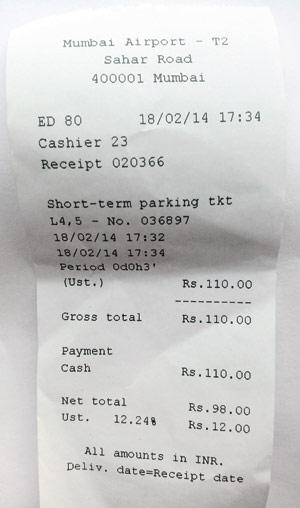 Mumbai Airport - T2
Sahar Road
400001 Mumbai
ED 80 18/02/14 17:34
Cashier 23
Receipt 020366
Short-term parking tkt
L4,5 - No. 036897
18/02/14 17:32
18/02/14 17:34
Period 0d0h3'
(Ust.) Rs.110.00
----------
Gross total Rs.110.00
Payment
Cash Rs.110.00
Net total Rs.98.00
Ust. 12.24% Rs.12.00
All amounts in INR.
Deliv. date=Receipt date